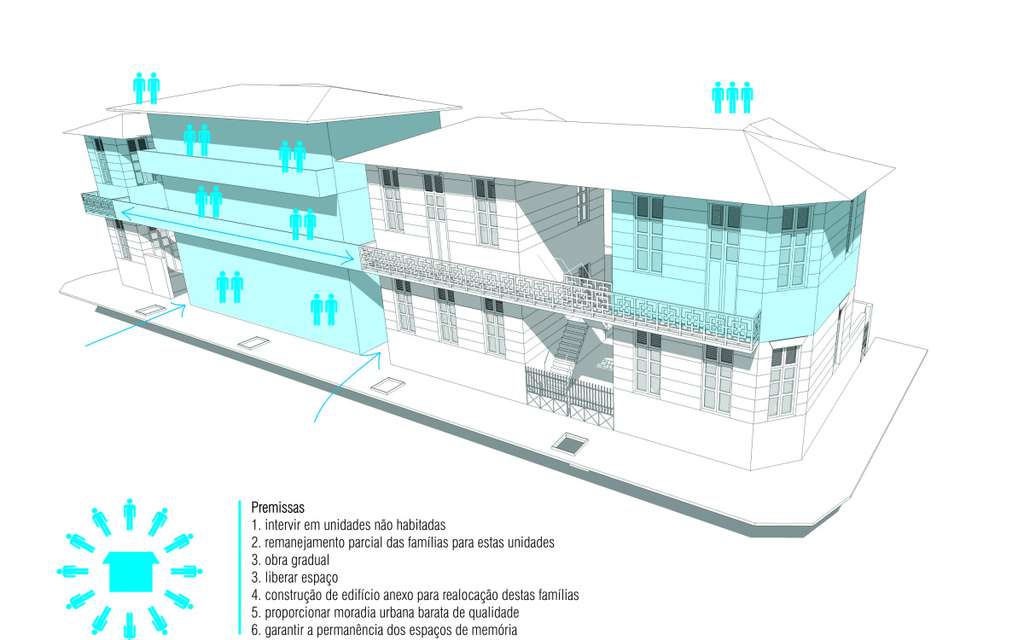 Premissas
1. intervir em unidades não habitadas
2. remanejamento parcial das famílias para estas unidades
3. obra gradual
3. liberar espaço
4. construção de edifício anexo para realocação destas famílias
5. proporcionar moradia urbana barata de qualidade
6. garantir a permanência dos espaços de memória